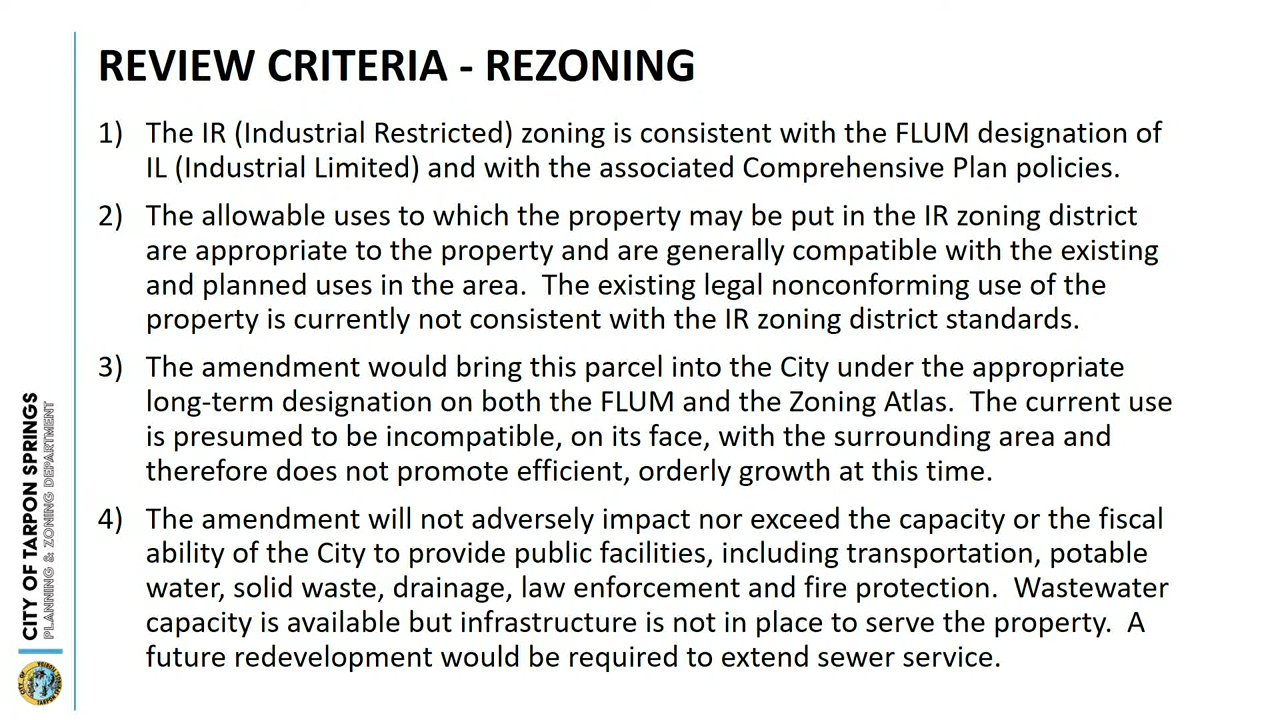 REVIEW CRITERIA - REZONING
1) The IR (Industrial Restricted) zoning is consistent with the FLUM designation of
IL (Industrial Limited) and with the associated Comprehensive Plan policies.
2) The allowable uses to which the property may be put in the IR zoning district
are appropriate to the property and are generally compatible with the existing
and planned uses in the area.  The existing legal nonconforming use of the
property is currently not consistent with the IR zoning district standards.
3) The amendment would bring this parcel into the City under the appropriate
long-term designation on both the FLUM and the Zoning Atlas.  The current use
is presumed to be incompatible, on its face, with the surrounding area and
therefore does not promote efficient, orderly growth at this time.
4) The amendment will not adversely impact nor exceed the capacity or the fiscal
ability of the City to provide public facilities, including transportation, potable
water, solid waste, drainage, law enforcement and fire protection.  Wastewater
capacity is available but infrastructure is not in place to serve the property.  A
future redevelopment would be required to extend sewer service.
CITY OF TARPON SPRINGS
PLANNING & ZONING DEPARTMENT